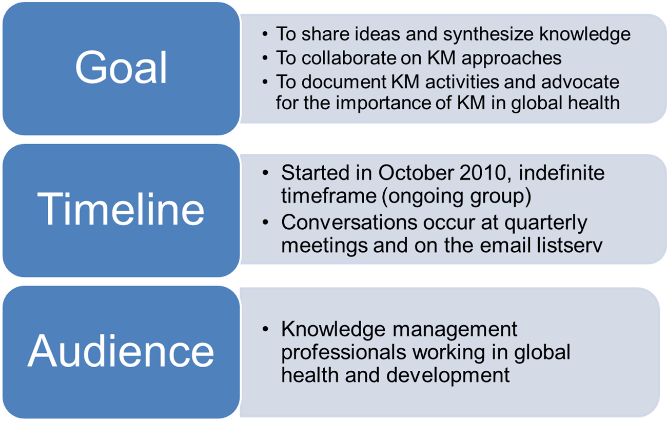 Goal
• To share ideas and synthesize knowledge
• To collaborate on KM approaches
• To document KM activities and advocate
for the importance of KM in global health
Timeline
• Started in October 2010, indefinite
timeframe (ongoing group)
• Conversations occur at quarterly
meetings and on the email listserv
Audience
• Knowledge management
professionals working in global
health and development